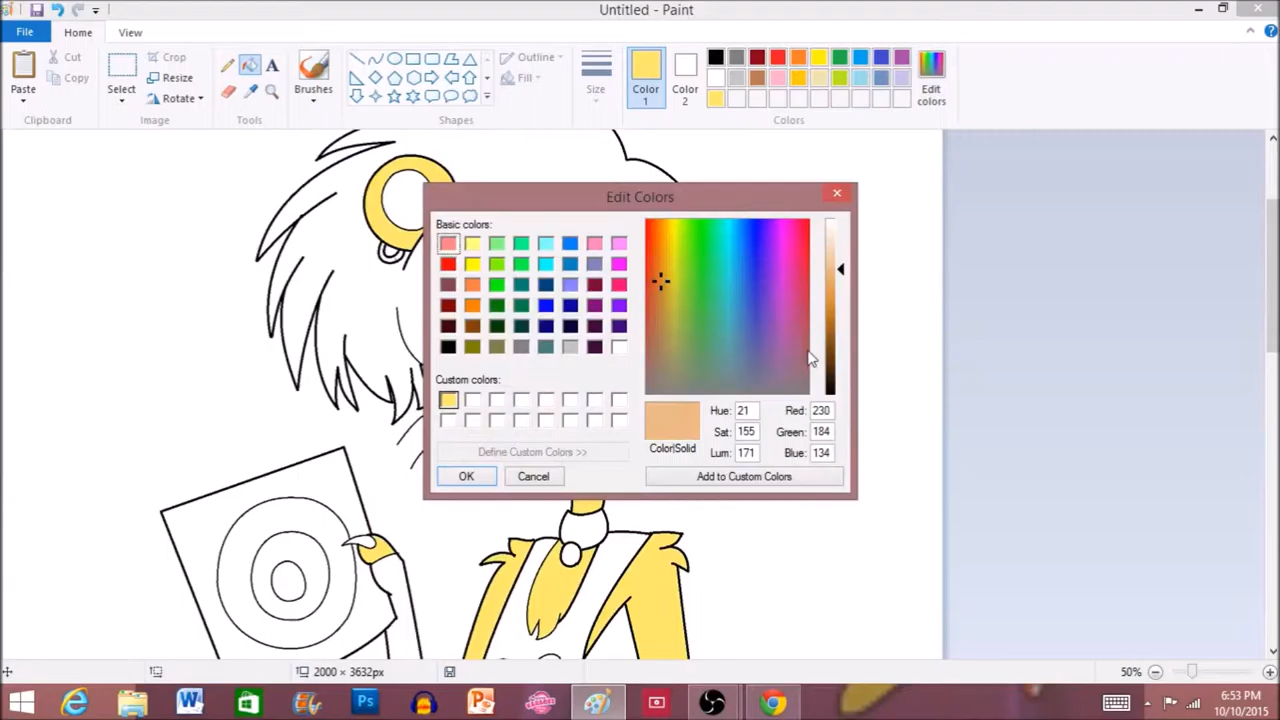 Untitled - Paint
File Home View
Paste
Cut
Copy
Clipboard
Select
Crop
Resize
Rotate
Image
A
Tools
Brushes
Outline
Fill
Shapes
Size
Color 1
Color 2
Edit colors
Colors
Edit Colors
Basic colors:
Custom colors:
Define Custom Colors >>
OK Cancel
Color|Solid
Hue: 21 Red: 230
Sat: 155 Green: 184
Lum: 171 Blue: 134
Add to Custom Colors
2000 × 3632px
50%
Ps
6:53 PM
10/10/2015